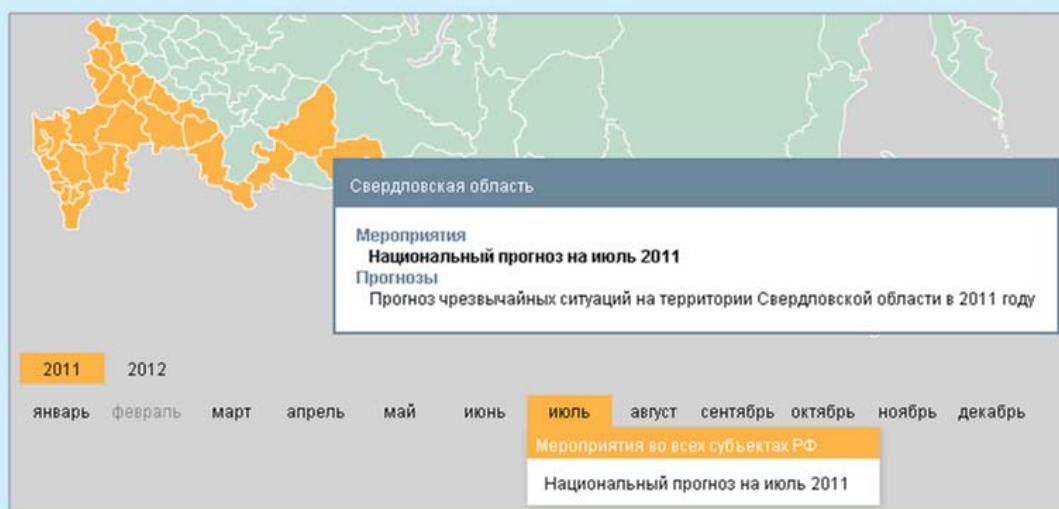 Свердловская область
Мероприятия
Национальный прогноз на июль 2011
Прогнозы
Прогноз чрезвычайных ситуаций на территории Свердловской области в 2011 году
2011 2012
январь февраль март апрель май июнь июль август сентябрь октябрь ноябрь декабрь
Мероприятия во всех субъектах РФ
Национальный прогноз на июль 2011